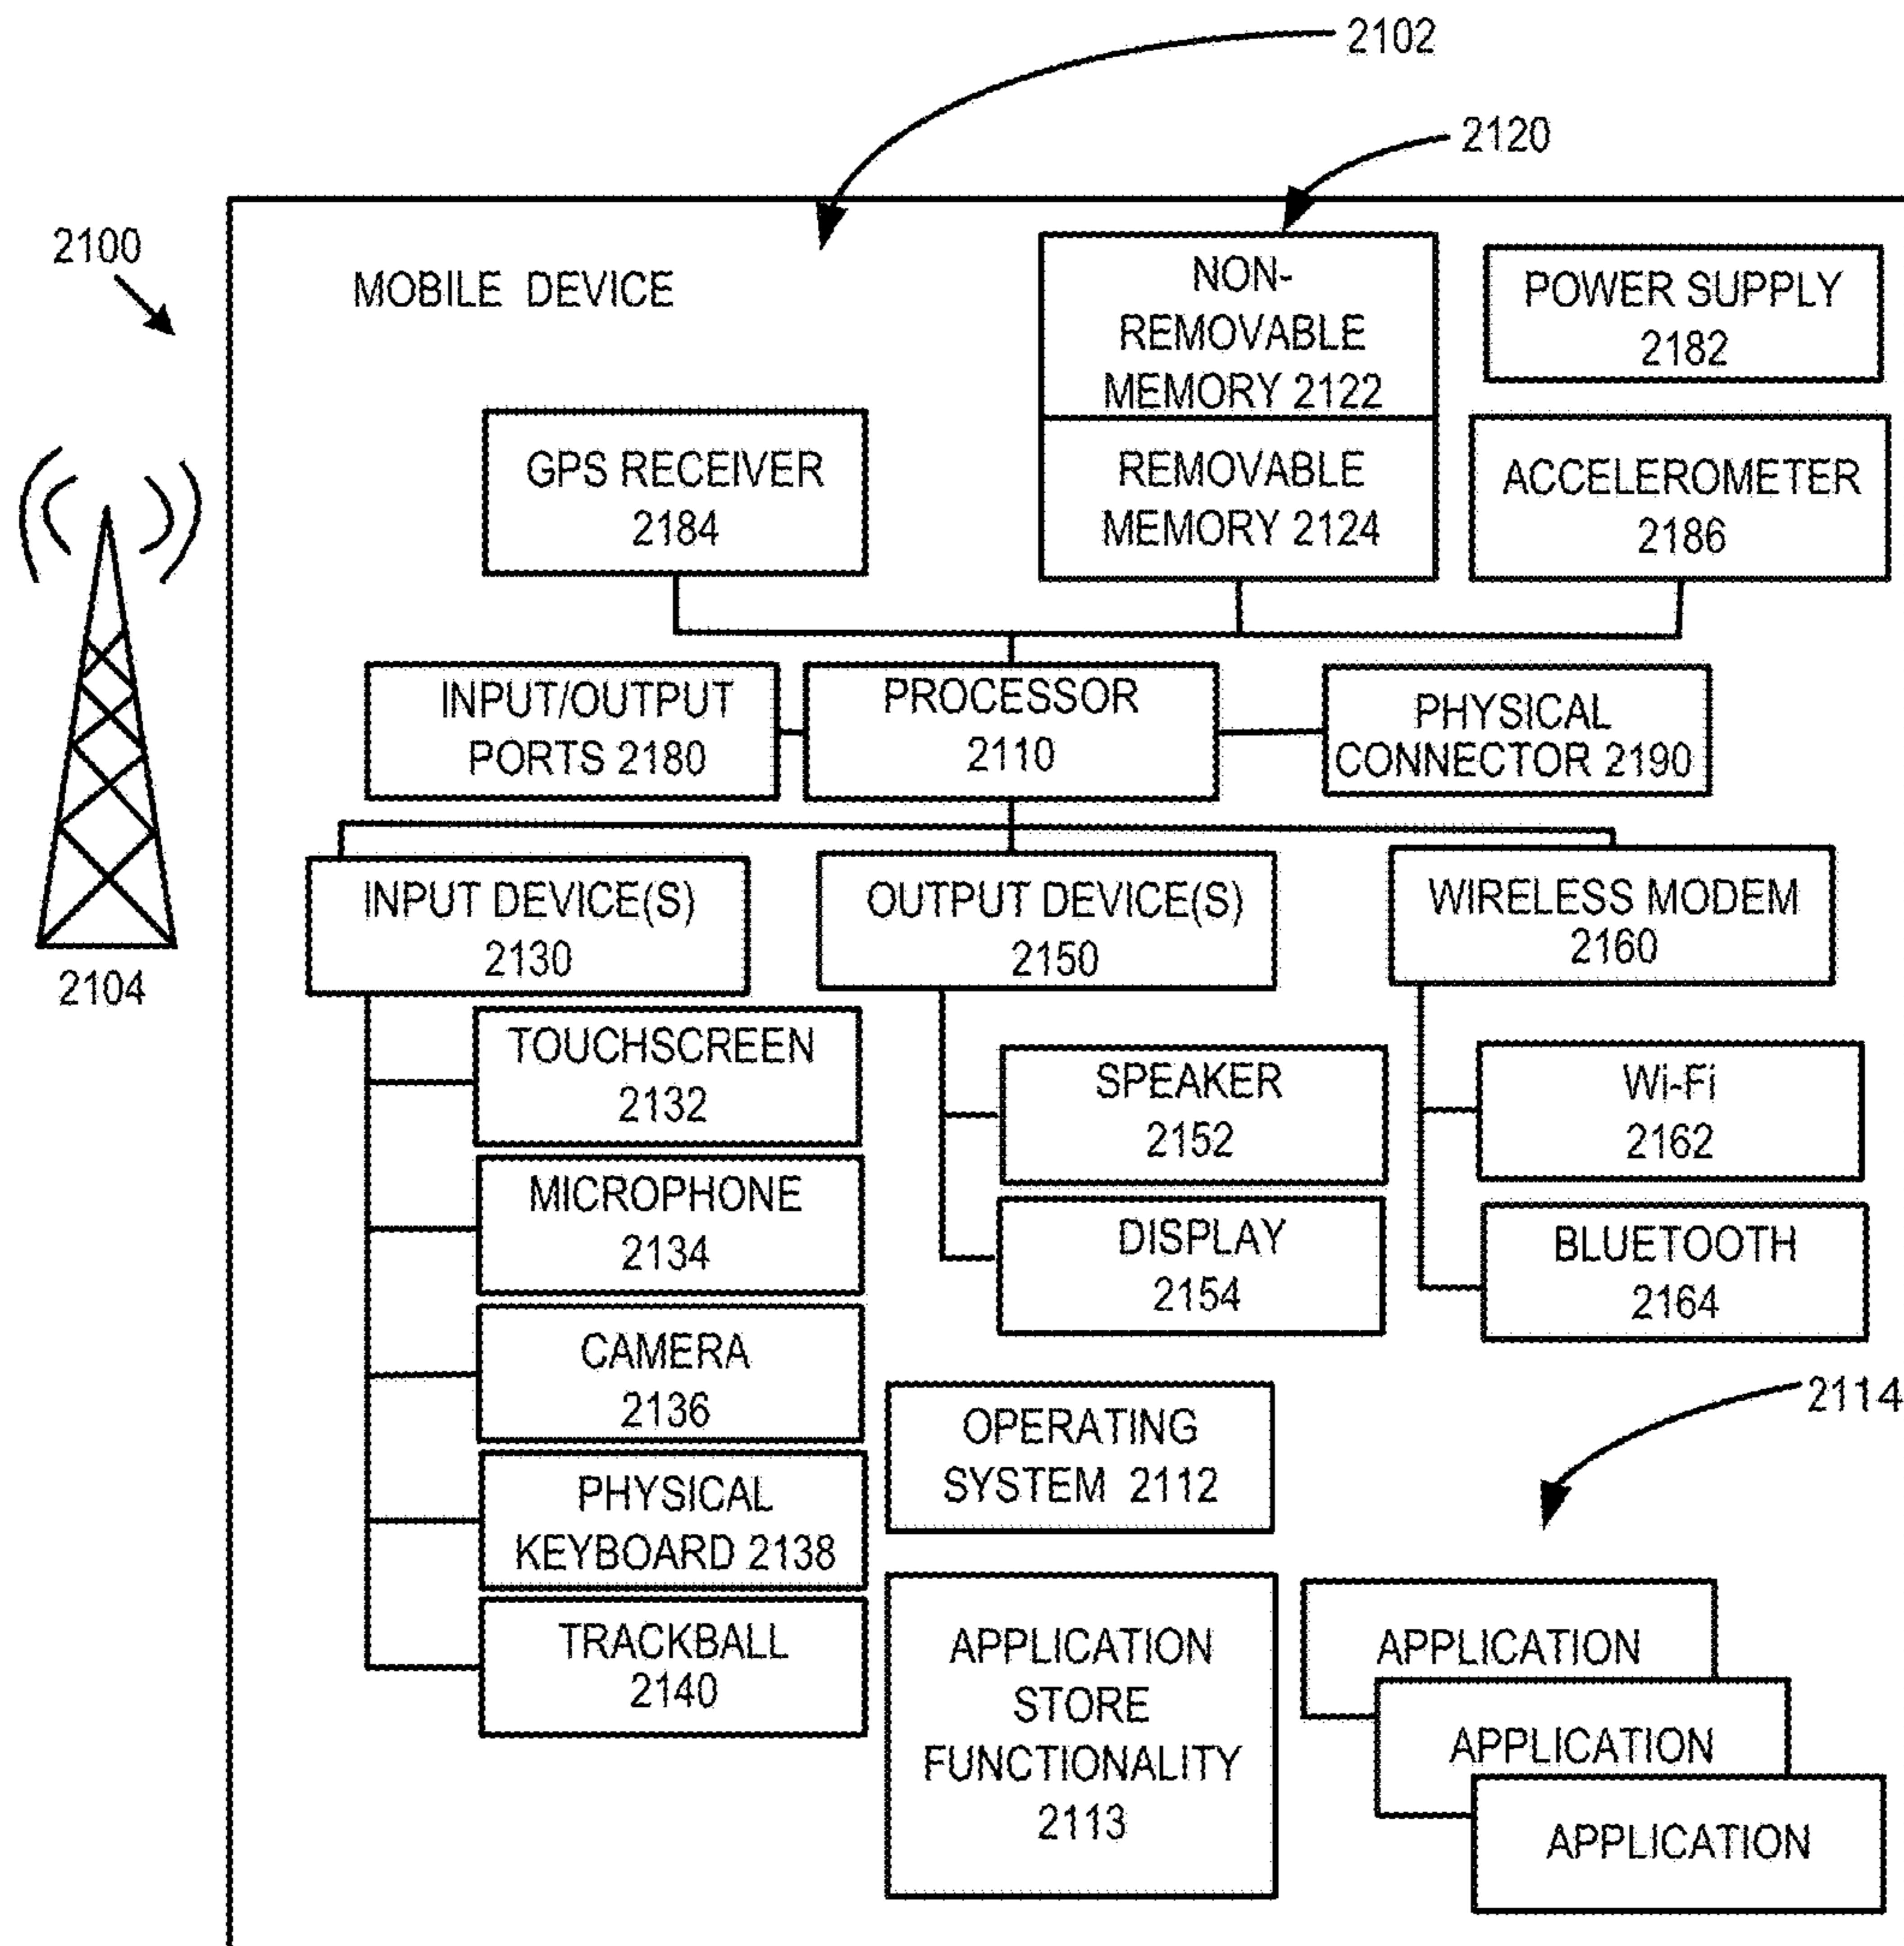 2102
2120
2100
MOBILE DEVICE
NON-
REMOVABLE
MEMORY 2122
POWER SUPPLY
2182
GPS RECEIVER
2184
REMOVABLE
MEMORY 2124
ACCELEROMETER
2186
INPUT/OUTPUT
PORTS 2180
PROCESSOR
2110
PHYSICAL
CONNECTOR 2190
2104
INPUT DEVICE(S)
2130
OUTPUT DEVICE(S)
2150
WIRELESS MODEM
2160
TOUCHSCREEN
2132
SPEAKER
2152
Wi-Fi
2162
MICROPHONE
2134
DISPLAY
2154
BLUETOOTH
2164
CAMERA
2136
OPERATING
SYSTEM 2112
2114
PHYSICAL
KEYBOARD 2138
TRACKBALL
2140
APPLICATION
STORE
FUNCTIONALITY
2113
APPLICATION
APPLICATION
APPLICATION